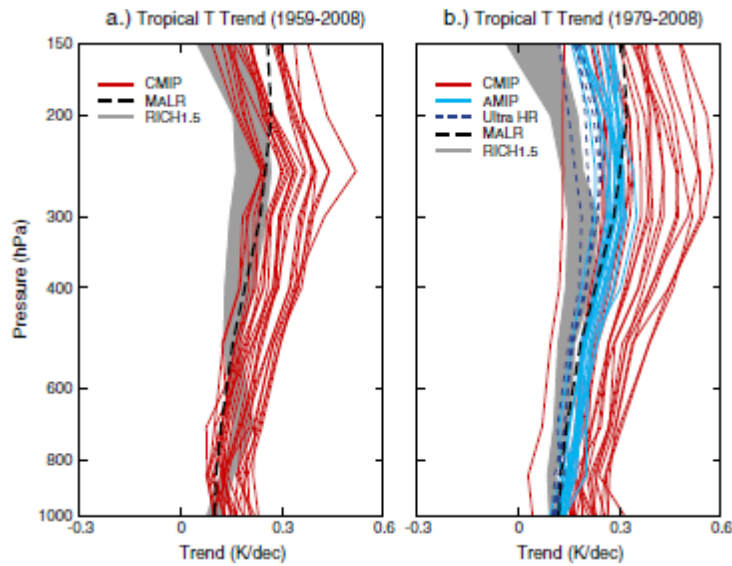 a.) Tropical T Trend (1959-2008)
b.) Tropical T Trend (1979-2008)
150
200
300
400
600
800
1000
Pressure (hPa)
CMIP
MALR
RICH1.5
CMIP
AMIP
Ultra HR
MALR
RICH1.5
-0.3
0
0.3
0.6
-0.3
0
0.3
0.6
Trend (K/dec)
Trend (K/dec)